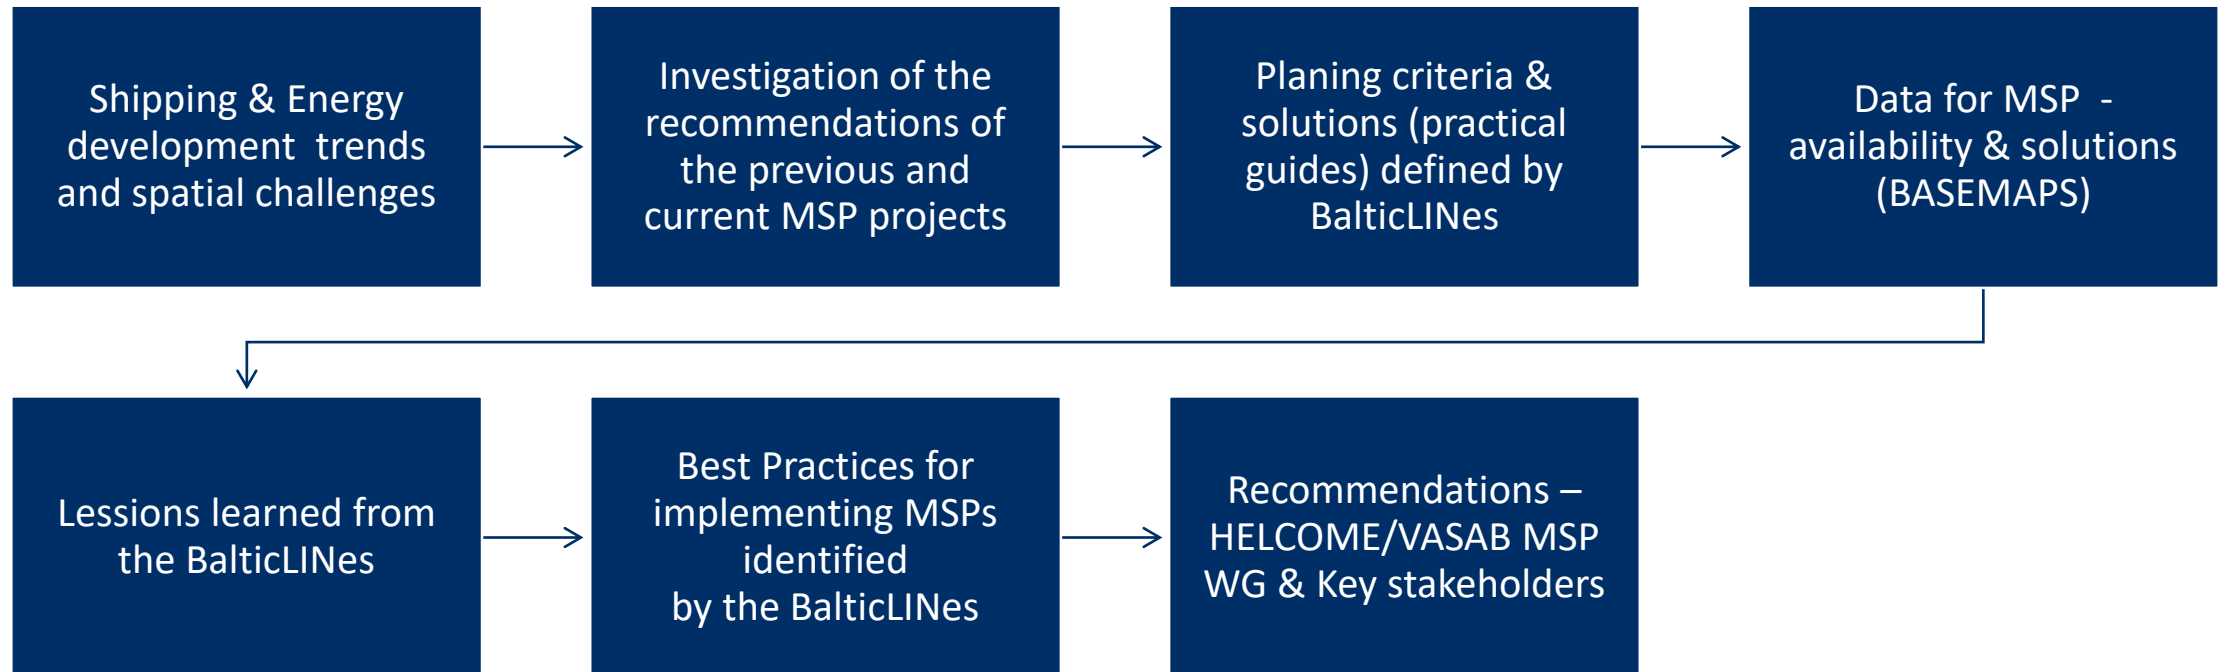 Shipping & Energy
development trends
and spatial challenges
Investigation of the
recommendations of
the previous and
current MSP projects
Planing criteria &
solutions (practical
guides) defined by
BalticLINes
Data for MSP -
availability & solutions
(BASEMAPS)
Lessions learned from
the BalticLINes
Best Practices for
implementing MSPs
identified
by the BalticLINes
Recommendations –
HELCOME/VASAB MSP
WG & Key stakeholders